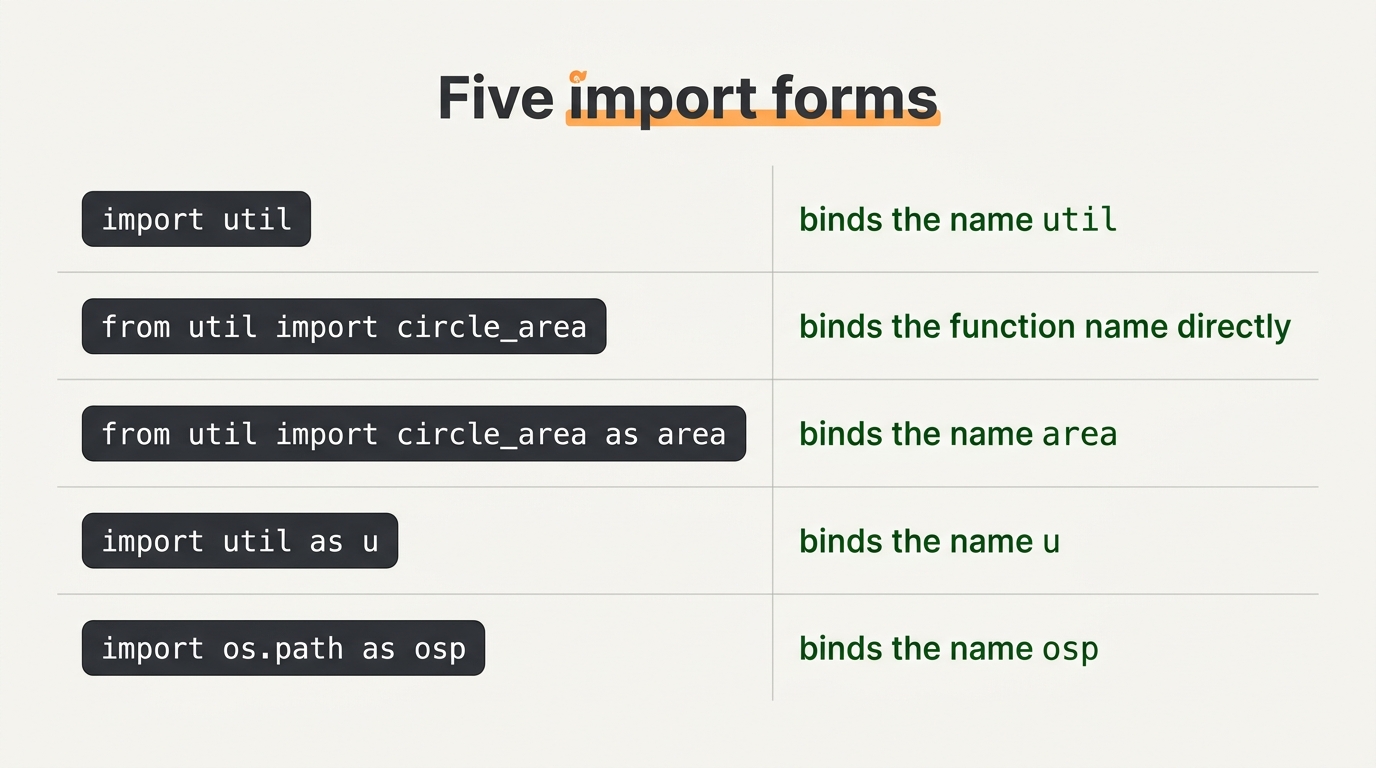 Five import forms
import util
binds the name util
from util import circle_area
binds the function name directly
from util import circle_area as area
binds the name area
import util as u
binds the name u
import os.path as osp
binds the name osp